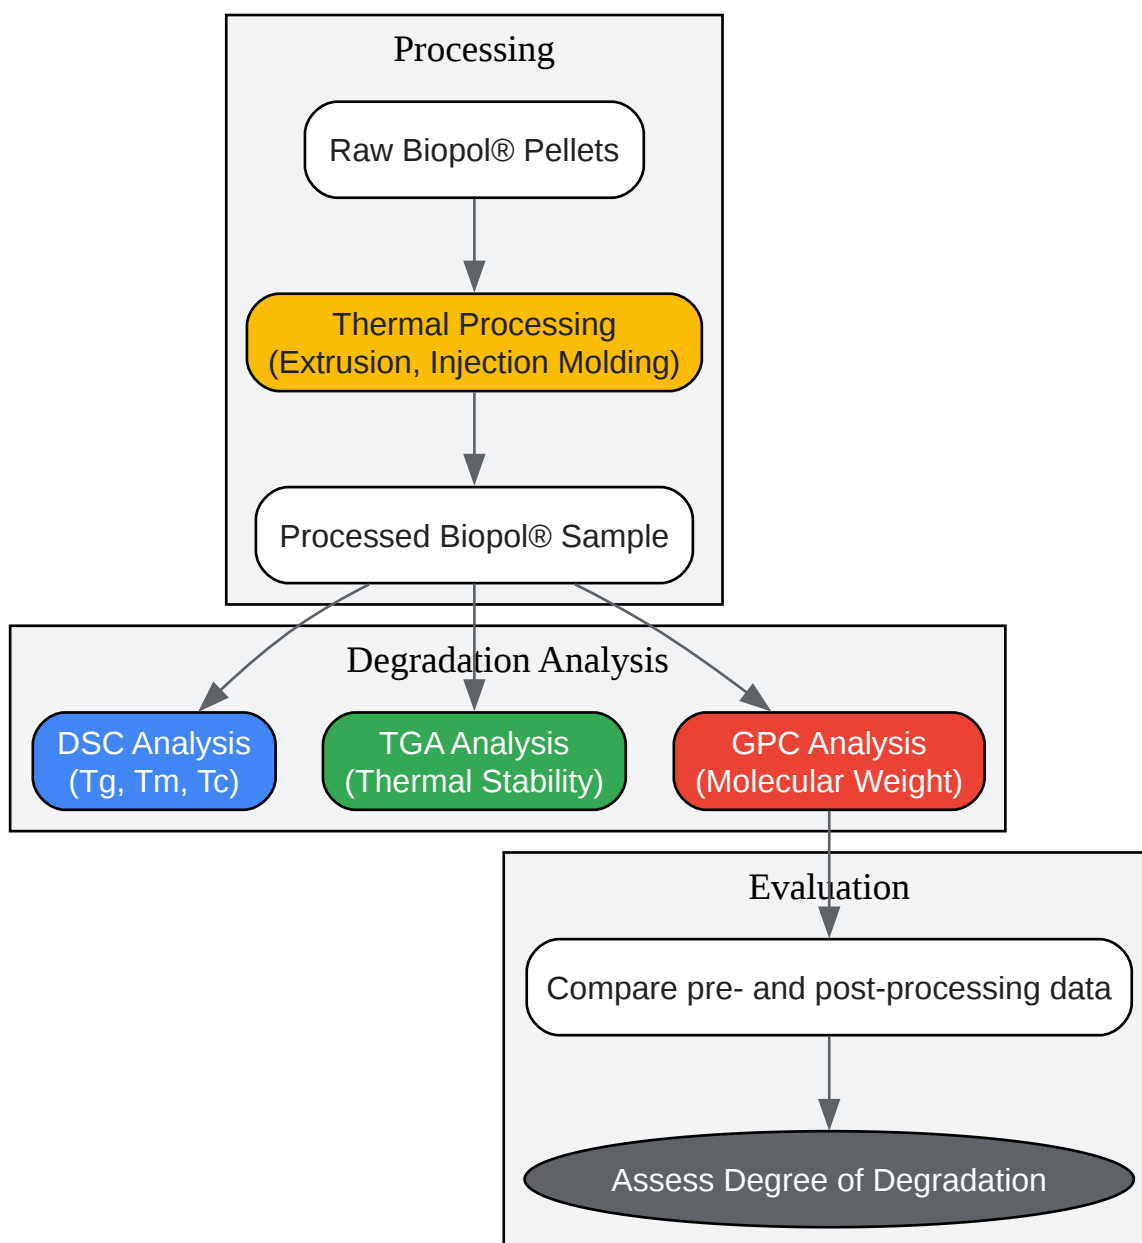 Processing
Raw Biopol® Pellets
Thermal Processing
(Extrusion, Injection Molding)
Processed Biopol® Sample
Degradation Analysis
DSC Analysis
(Tg, Tm, Tc)
TGA Analysis
(Thermal Stability)
GPC Analysis
(Molecular Weight)
Evaluation
Compare pre- and post-processing data
Assess Degree of Degradation